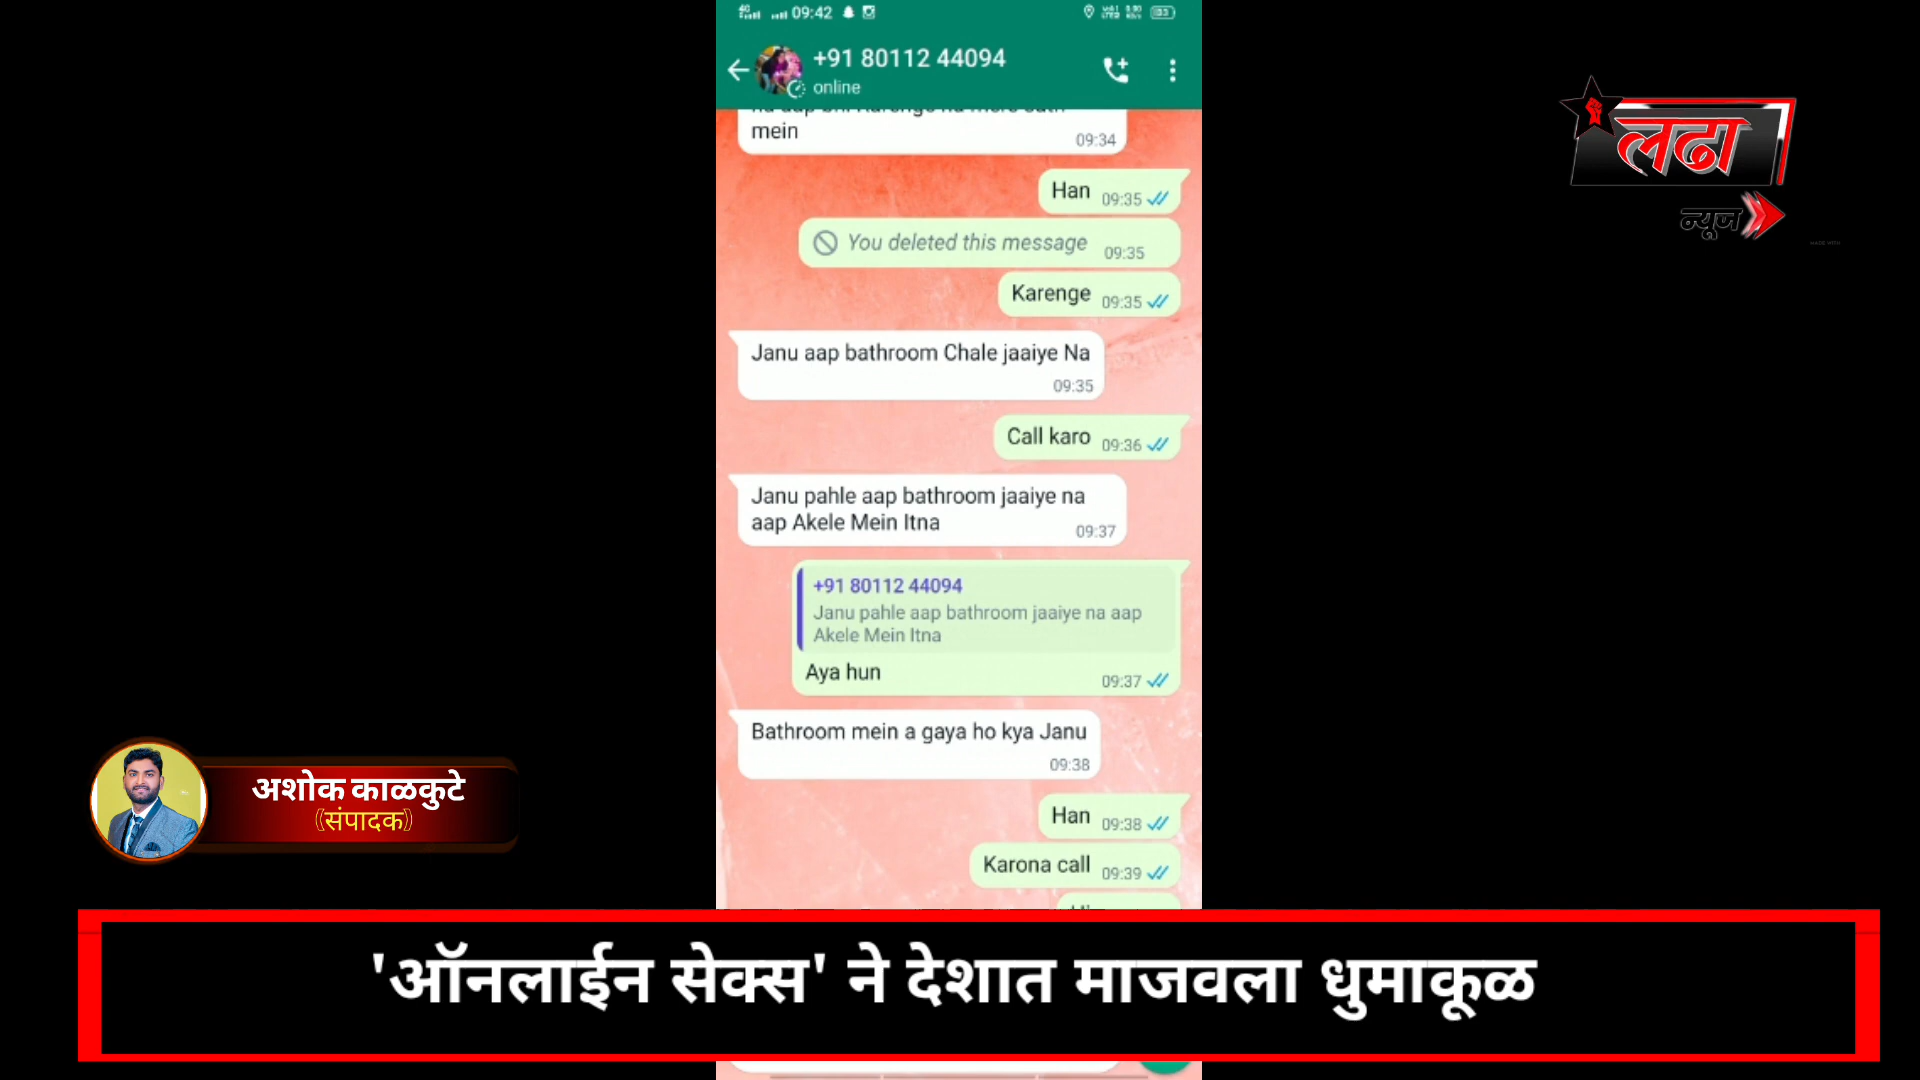 09:42
+91 80112 44094
online
mein
09:34
Han 09:35
You deleted this message 09:35
Karenge 09:35
Janu aap bathroom Chale jaaiye Na
09:35
Call karo 09:36
Janu pahle aap bathroom jaaiye na
aap Akele Mein Itna
09:37
+91 80112 44094
Janu pahle aap bathroom jaaiye na aap
Akele Mein Itna
Aya hun
09:37
Bathroom mein a gaya ho kya Janu
09:38
Han 09:38
Karona call 09:39
लढा
न्यूज
अशोक काळकुटे
((संपादक))
'ऑनलाईन सेक्स' ने देशात माजवला धुमाकूळ